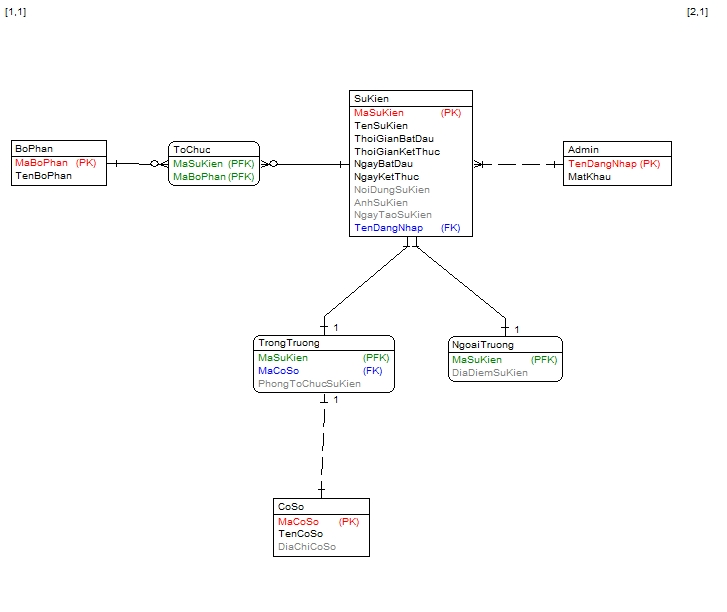 [1,1]
[2,1]
BoPhan
MaBoPhan (PK)
TenBoPhan
ToChuc
MaSuKien (PFK)
MaBoPhan (PFK)
SuKien
MaSuKien (PK)
TenSuKien
ThoiGianBatDau
ThoiGianKetThuc
NgayBatDau
NgayKetThuc
NoiDungSuKien
AnhSuKien
NgayTaoSuKien
TenDangNhap (FK)
Admin
TenDangNhap (PK)
MatKhau
1
1
TrongTruong
MaSuKien (PFK)
MaCoSo (FK)
PhongToChucSuKien
NgoaiTruong
MaSuKien (PFK)
DiaDiemSuKien
1
CoSo
MaCoSo (PK)
TenCoSo
DiaChiCoSo